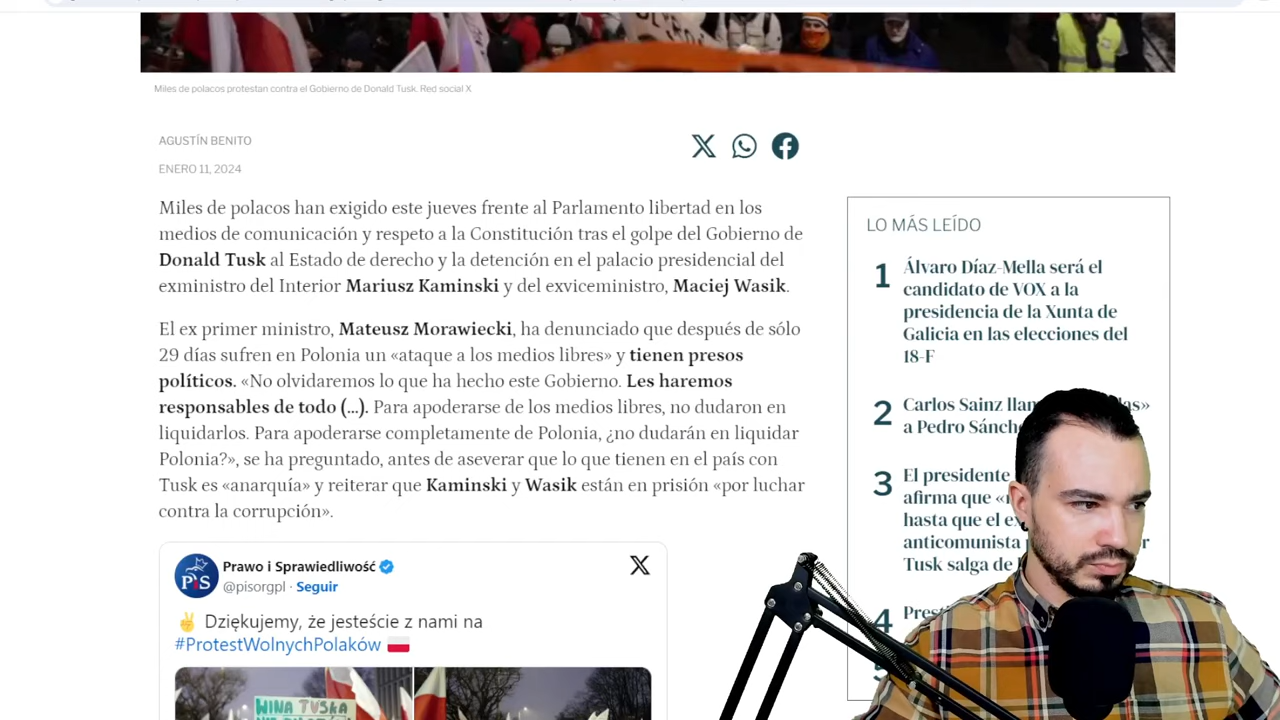 Miles de polacos protestan contra el Gobierno de Donald Tusk. Red social X
AGUSTÍN BENITO
ENERO 11, 2024
Miles de polacos han exigido este jueves frente al Parlamento libertad en los
medios de comunicación y respeto a la Constitución tras el golpe del Gobierno de
Donald Tusk al Estado de derecho y la detención en el palacio presidencial del
exministro del Interior Mariusz Kaminski y del exviceministro, Maciej Wasik.
El ex primer ministro, Mateusz Morawiecki, ha denunciado que después de sólo
29 días sufren en Polonia un «ataque a los medios libres» y tienen presos
políticos. «No olvidaremos lo que ha hecho este Gobierno. Les haremos
responsables de todo (...). Para apoderarse de los medios libres, no dudaron en
liquidarlos. Para apoderarse completamente de Polonia, ¿no dudarán en liquidar
Polonia?», se ha preguntado, antes de aseverar que lo que tienen en el país con
Tusk es «anarquía» y reiterar que Kaminski y Wasik están en prisión «por luchar
contra la corrupción».
Prawo i Sprawiedliwość
@pisorgpl · Seguir
✌ Dziękujemy, że jesteście z nami na
#ProtestWolnychPolaków 🇵🇱
WINA TUSKA
LO MÁS LEÍDO
1 Álvaro Díaz-Mella será el
candidato de VOX a la
presidencia de la Xunta de
Galicia en las elecciones del
18-F
2 Carlos Sainz
a Pedro
3 El presidente
afirma que
hasta que el
anticomunista
Tusk salga de
4